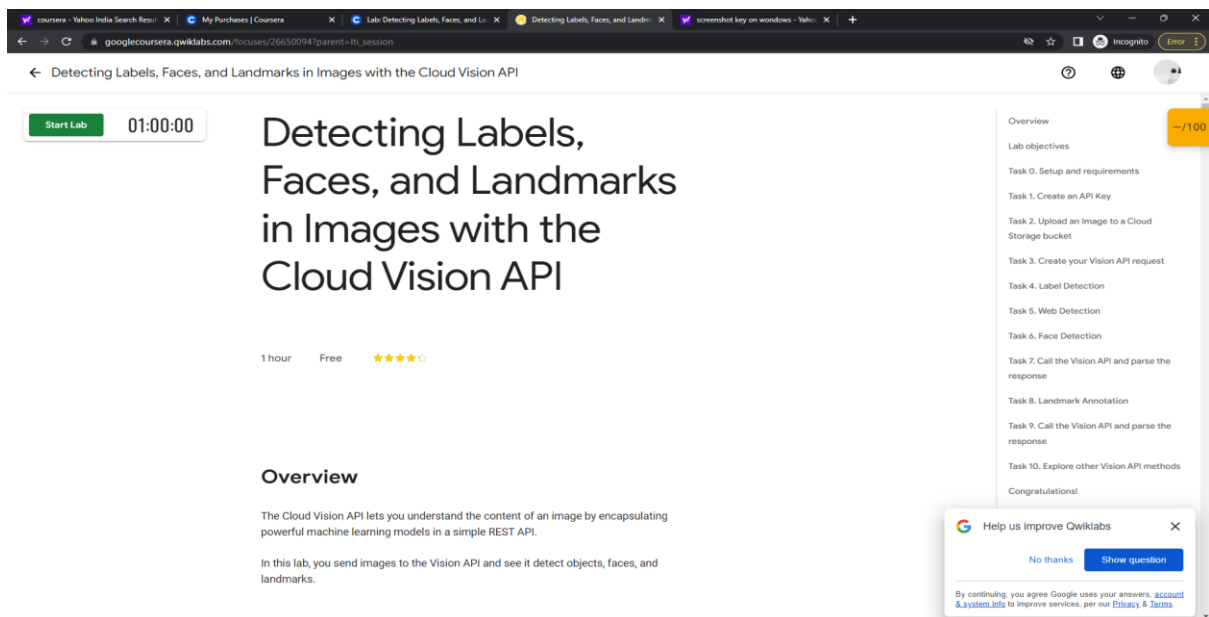 coursera - Yahoo India Search Resul
My Purchases | Coursera
Lab: Detecting Labels, Faces, and La
Detecting Labels, Faces, and Landm
screenshot key on wondows - Yaho
googlecoursera.qwiklabs.com/focuses/26650094?parent=lti_session
Incognito
Error
Detecting Labels, Faces, and Landmarks in Images with the Cloud Vision API
Start Lab
01:00:00
Detecting Labels,
Faces, and Landmarks
in Images with the
Cloud Vision API
1 hour Free
Overview
The Cloud Vision API lets you understand the content of an image by encapsulating
powerful machine learning models in a simple REST API.
In this lab, you send images to the Vision API and see it detect objects, faces, and
landmarks.
Overview
–/100
Lab objectives
Task 0. Setup and requirements
Task 1. Create an API Key
Task 2. Upload an Image to a Cloud
Storage bucket
Task 3. Create your Vision API request
Task 4. Label Detection
Task 5. Web Detection
Task 6. Face Detection
Task 7. Call the Vision API and parse the
response
Task 8. Landmark Annotation
Task 9. Call the Vision API and parse the
response
Task 10. Explore other Vision API methods
Congratulations!
Help us improve Qwiklabs
No thanks
Show question
By continuing, you agree Google uses your answers, account
& system info to improve services, per our Privacy & Terms.